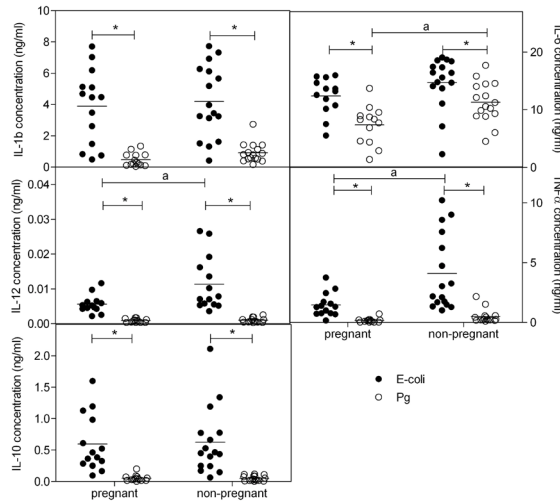 IL-1b concentration (ng/ml)
10
8
6
4
2
0
*
*
a
*
*
20
10
0
IL-6 concentration (ng/ml)
IL-12 concentration (ng/ml)
0.04
0.03
0.02
0.01
0.00
a
*
*
a
*
*
10
5
0
TNFα concentration (ng/ml)
pregnant
non-pregnant
IL-10 concentration (ng/ml)
2.0
1.5
1.0
0.5
0.0
*
*
pregnant
non-pregnant
E-coli
Pg